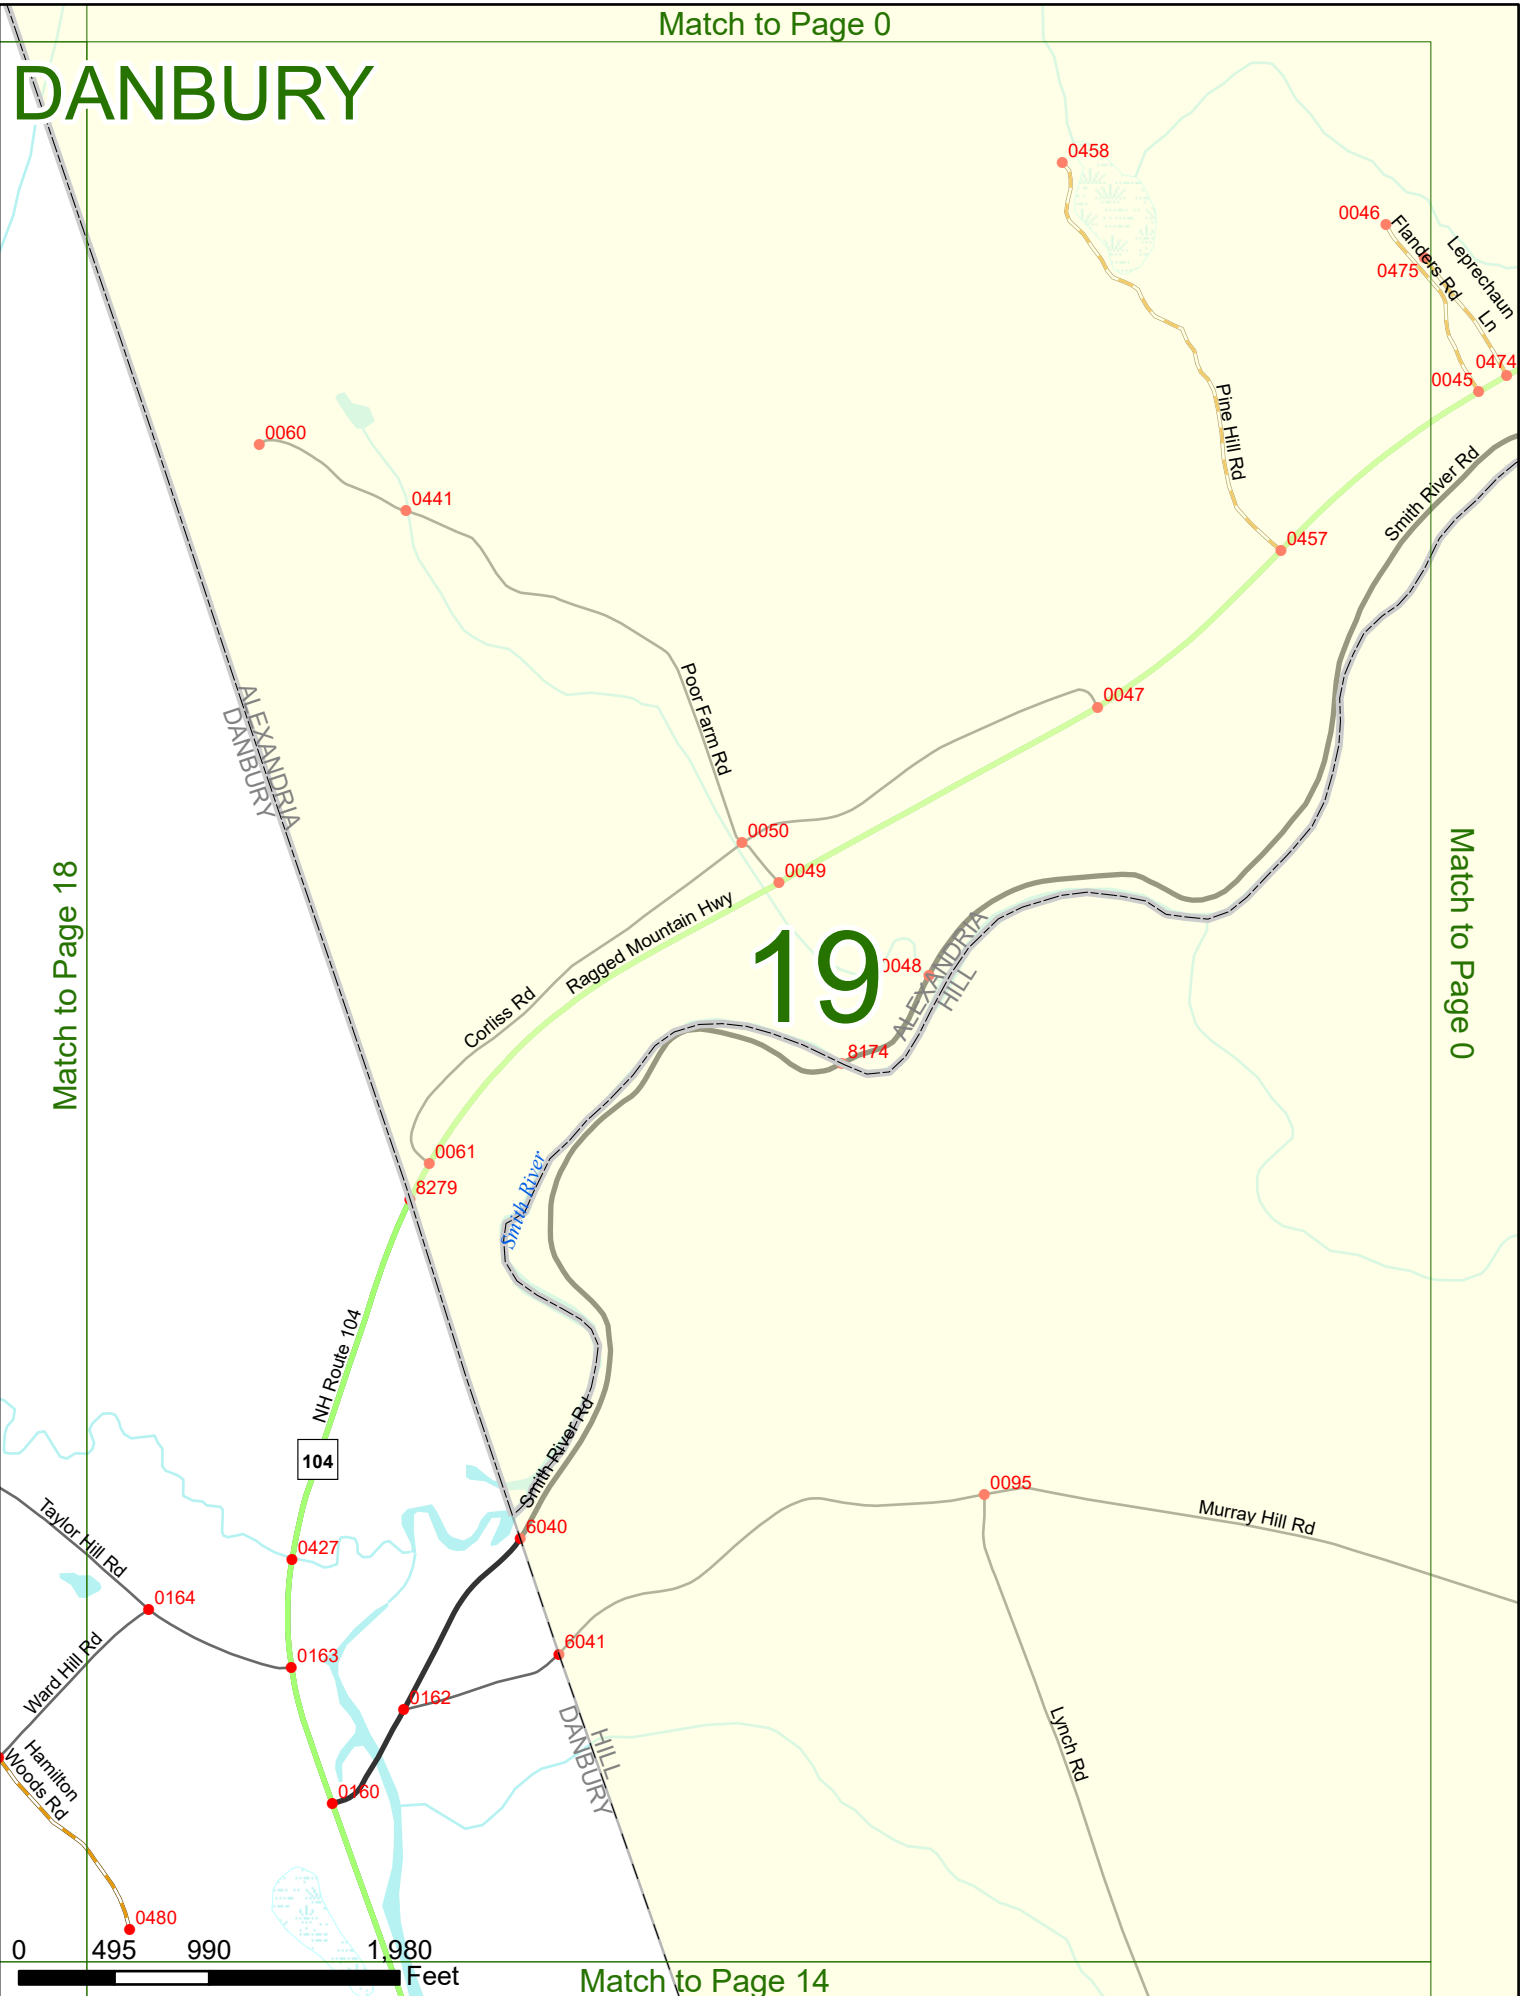 Match to Page 0
DANBURY
0458
0046
Flanders Rd
Leprechaun
Ln
0475
0474
0045
Pine Hill Rd
0060
0441
0457
Smith River Rd
Poor Farm Rd
ALEXANDRIA
DANBURY
0047
0050
0049
Match to Page 18
Match to Page 0
Ragged Mountain Hwy
19
0048
ALEXANDRIA
HILL
Corliss Rd
8174
0061
8279
Smith River
NH Route 104
104
Smith River Rd
0095
Murray Hill Rd
Taylor Hill Rd
6040
0427
0164
Ward Hill Rd
0163
6041
0162
HILL
DANBURY
Lynch Rd
Hamilton
Woods Rd
0160
0480
0 495 990 1,980
Feet
Match to Page 14